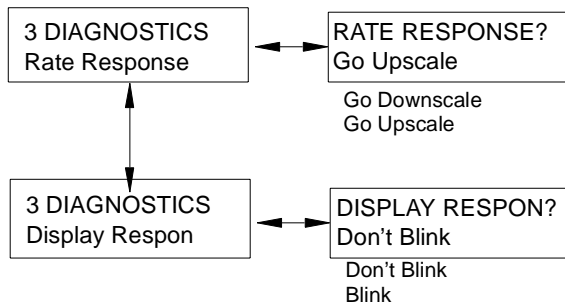 3 DIAGNOSTICS
Rate Response
RATE RESPONSE?
Go Upscale
Go Downscale
Go Upscale
3 DIAGNOSTICS
Display Respon
DISPLAY RESPON?
Don't Blink
Don't Blink
Blink